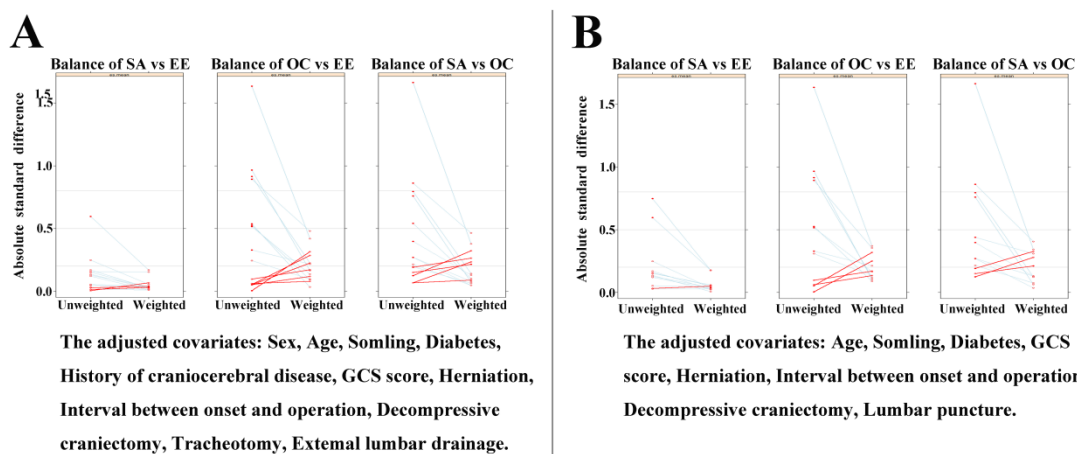 A
Balance of SA vs EE
Balance of OC vs EE
Balance of SA vs OC
Absolute standard difference
1.5
1.5
1.0
0.5
0.0
Unweighted Weighted
Unweighted Weighted
Unweighted Weighted
The adjusted covariates: Sex, Age, Somling, Diabetes,
History of craniocerebral disease, GCS score, Herniation,
Interval between onset and operation, Decompressive
craniectomy, Tracheotomy, Extemal lumbar drainage.
B
Balance of SA vs EE
Balance of OC vs EE
Balance of SA vs OC
Absolute standard difference
1.5
1.0
0.5
0.0
Unweighted Weighted
Unweighted Weighted
Unweighted Weighted
The adjusted covariates: Age, Somling, Diabetes, GCS
score, Herniation, Interval between onset and operation
Decompressive craniectomy, Lumbar puncture.